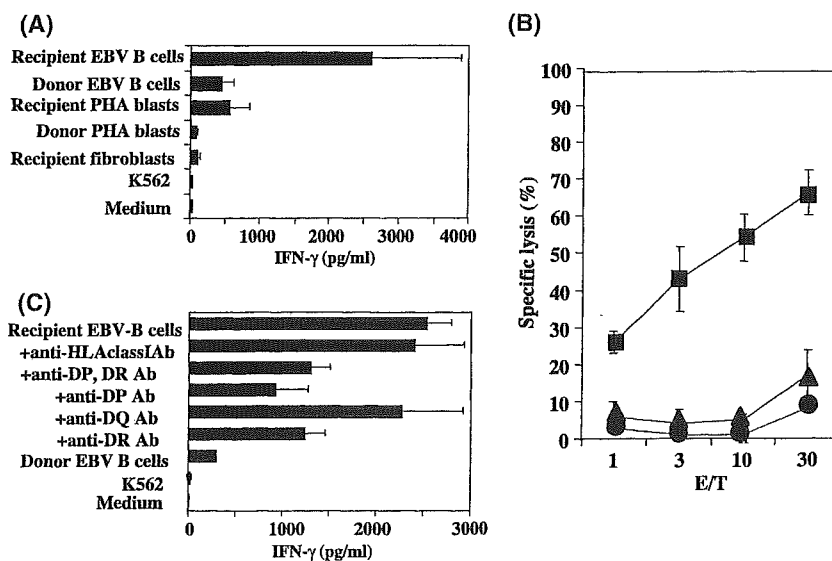 (A)
Recipient EBV B cells
Donor EBV B cells
Recipient PHA blasts
Donor PHA blasts
Recipient fibroblasts
K562
Medium
0 1000 2000 3000 4000
IFN-γ (pg/ml)
(B)
100
90
80
70
60
50
40
30
20
10
0
Specific lysis (%)
1 3 10 30
E/T
(C)
Recipient EBV-B cells
+anti-HLAclassIAb
+anti-DP, DR Ab
+anti-DP Ab
+anti-DQ Ab
+anti-DR Ab
Donor EBV B cells
K562
Medium
0 1000 2000 3000
IFN-γ (pg/ml)